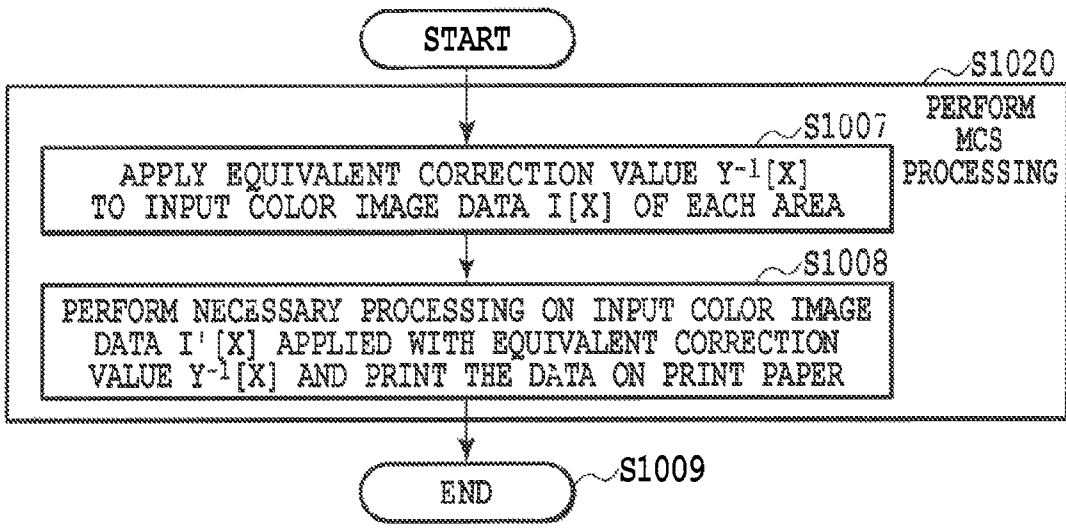 START
S1020
PERFORM
MCS
PROCESSING
S1007
APPLY EQUIVALENT CORRECTION VALUE Y⁻¹[X]
TO INPUT COLOR IMAGE DATA I[X] OF EACH AREA
S1008
PERFORM NECESSARY PROCESSING ON INPUT COLOR IMAGE
DATA I'[X] APPLIED WITH EQUIVALENT CORRECTION
VALUE Y⁻¹[X] AND PRINT THE DATA ON PRINT PAPER
END
S1009